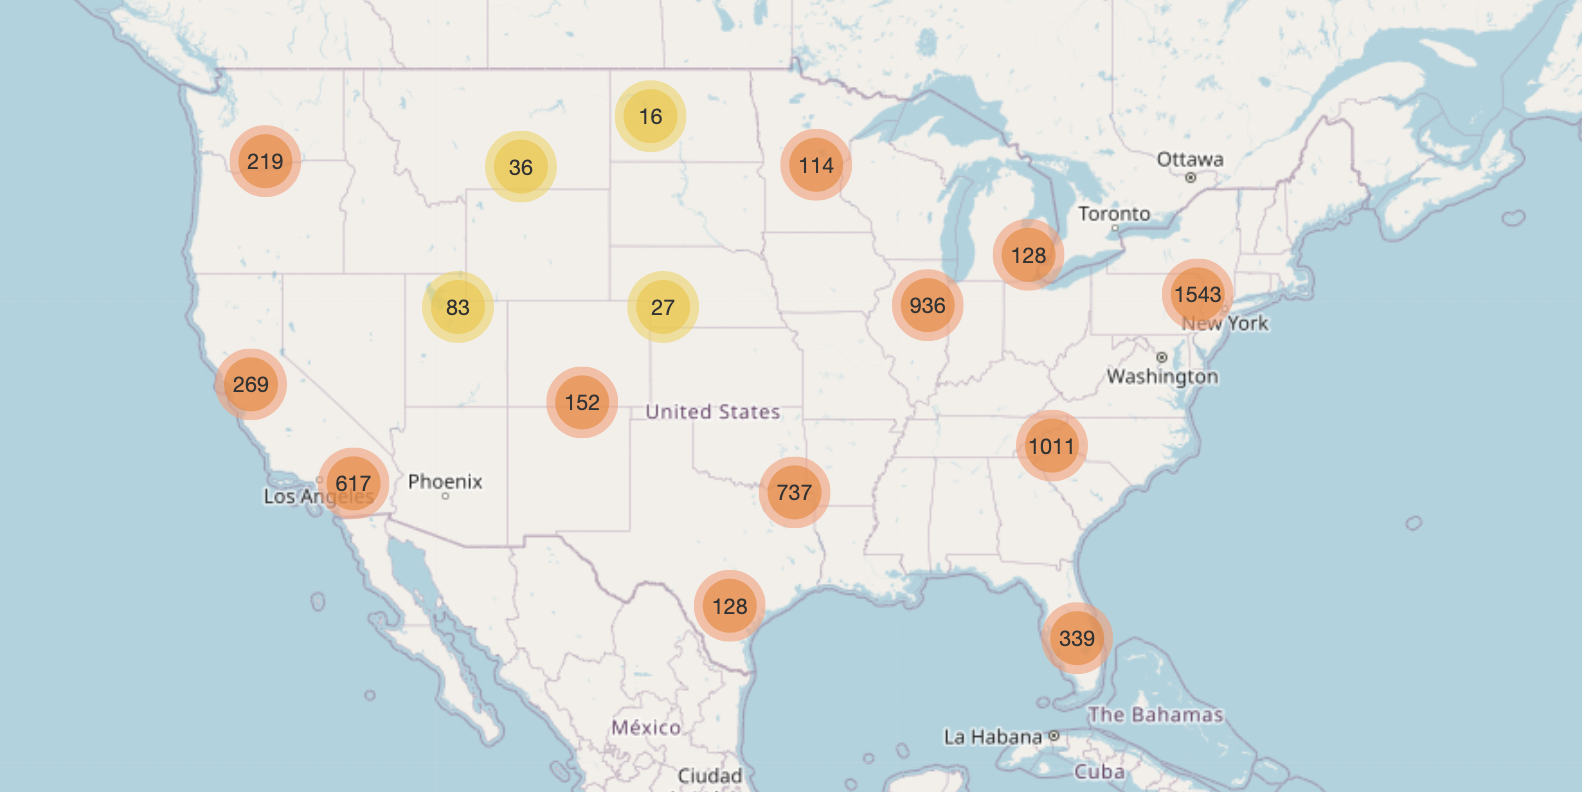 16
219
36
114
Ottawa
Toronto
128
1543
New York
83
27
936
Washington
269
152
United States
1011
617
Los Angeles
Phoenix
737
128
339
The Bahamas
México
La Habana
Cuba
Ciudad